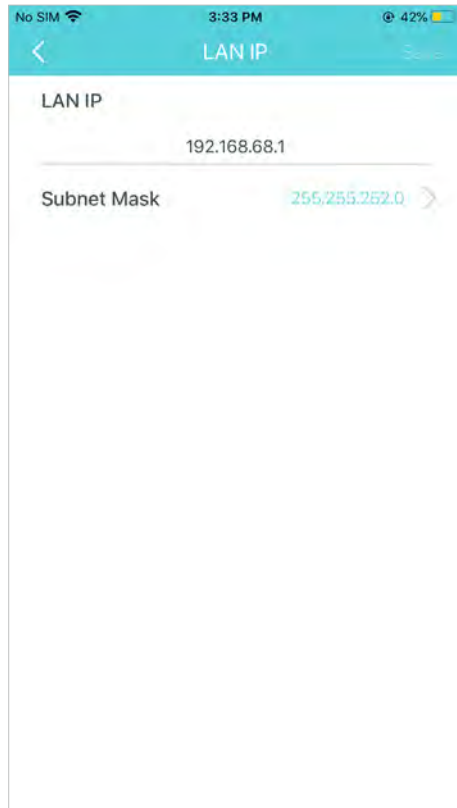 No SIM 3:33 PM 42%
LAN IP Save
LAN IP
192.168.68.1
Subnet Mask 255.255.252.0